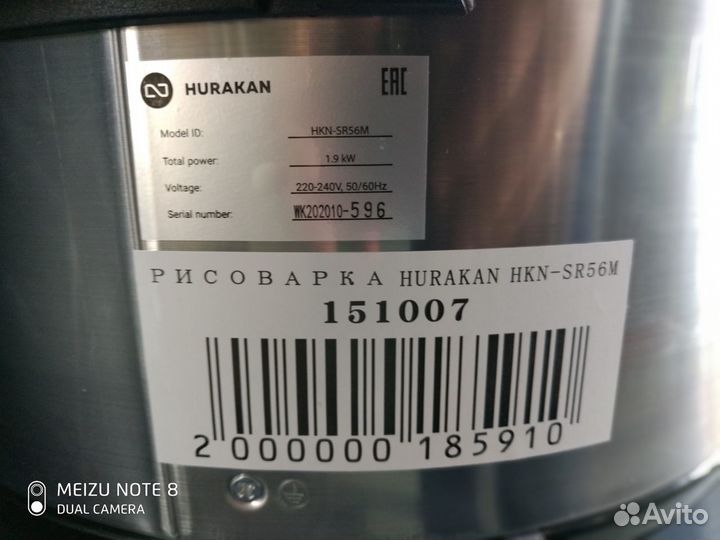 HURAKAN EAC
Model ID: HKN-SR56M
Total power: 1.9 kW
Voltage: 220-240V, 50/60Hz
Serial number: WK202010-596
РИСОВАРКА HURAKAN HKN-SR56M
151007
2 000000 185910
MEIZU NOTE 8
DUAL CAMERA
Avito